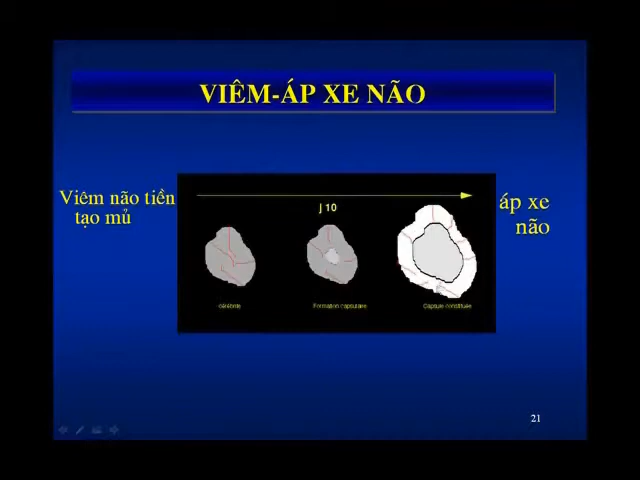 VIÊM-ÁP XE NÃO
Viêm não tiền
tạo mủ
J 10
áp xe
não
cérébrite
Formation capsulaire
Capsule constituée
21